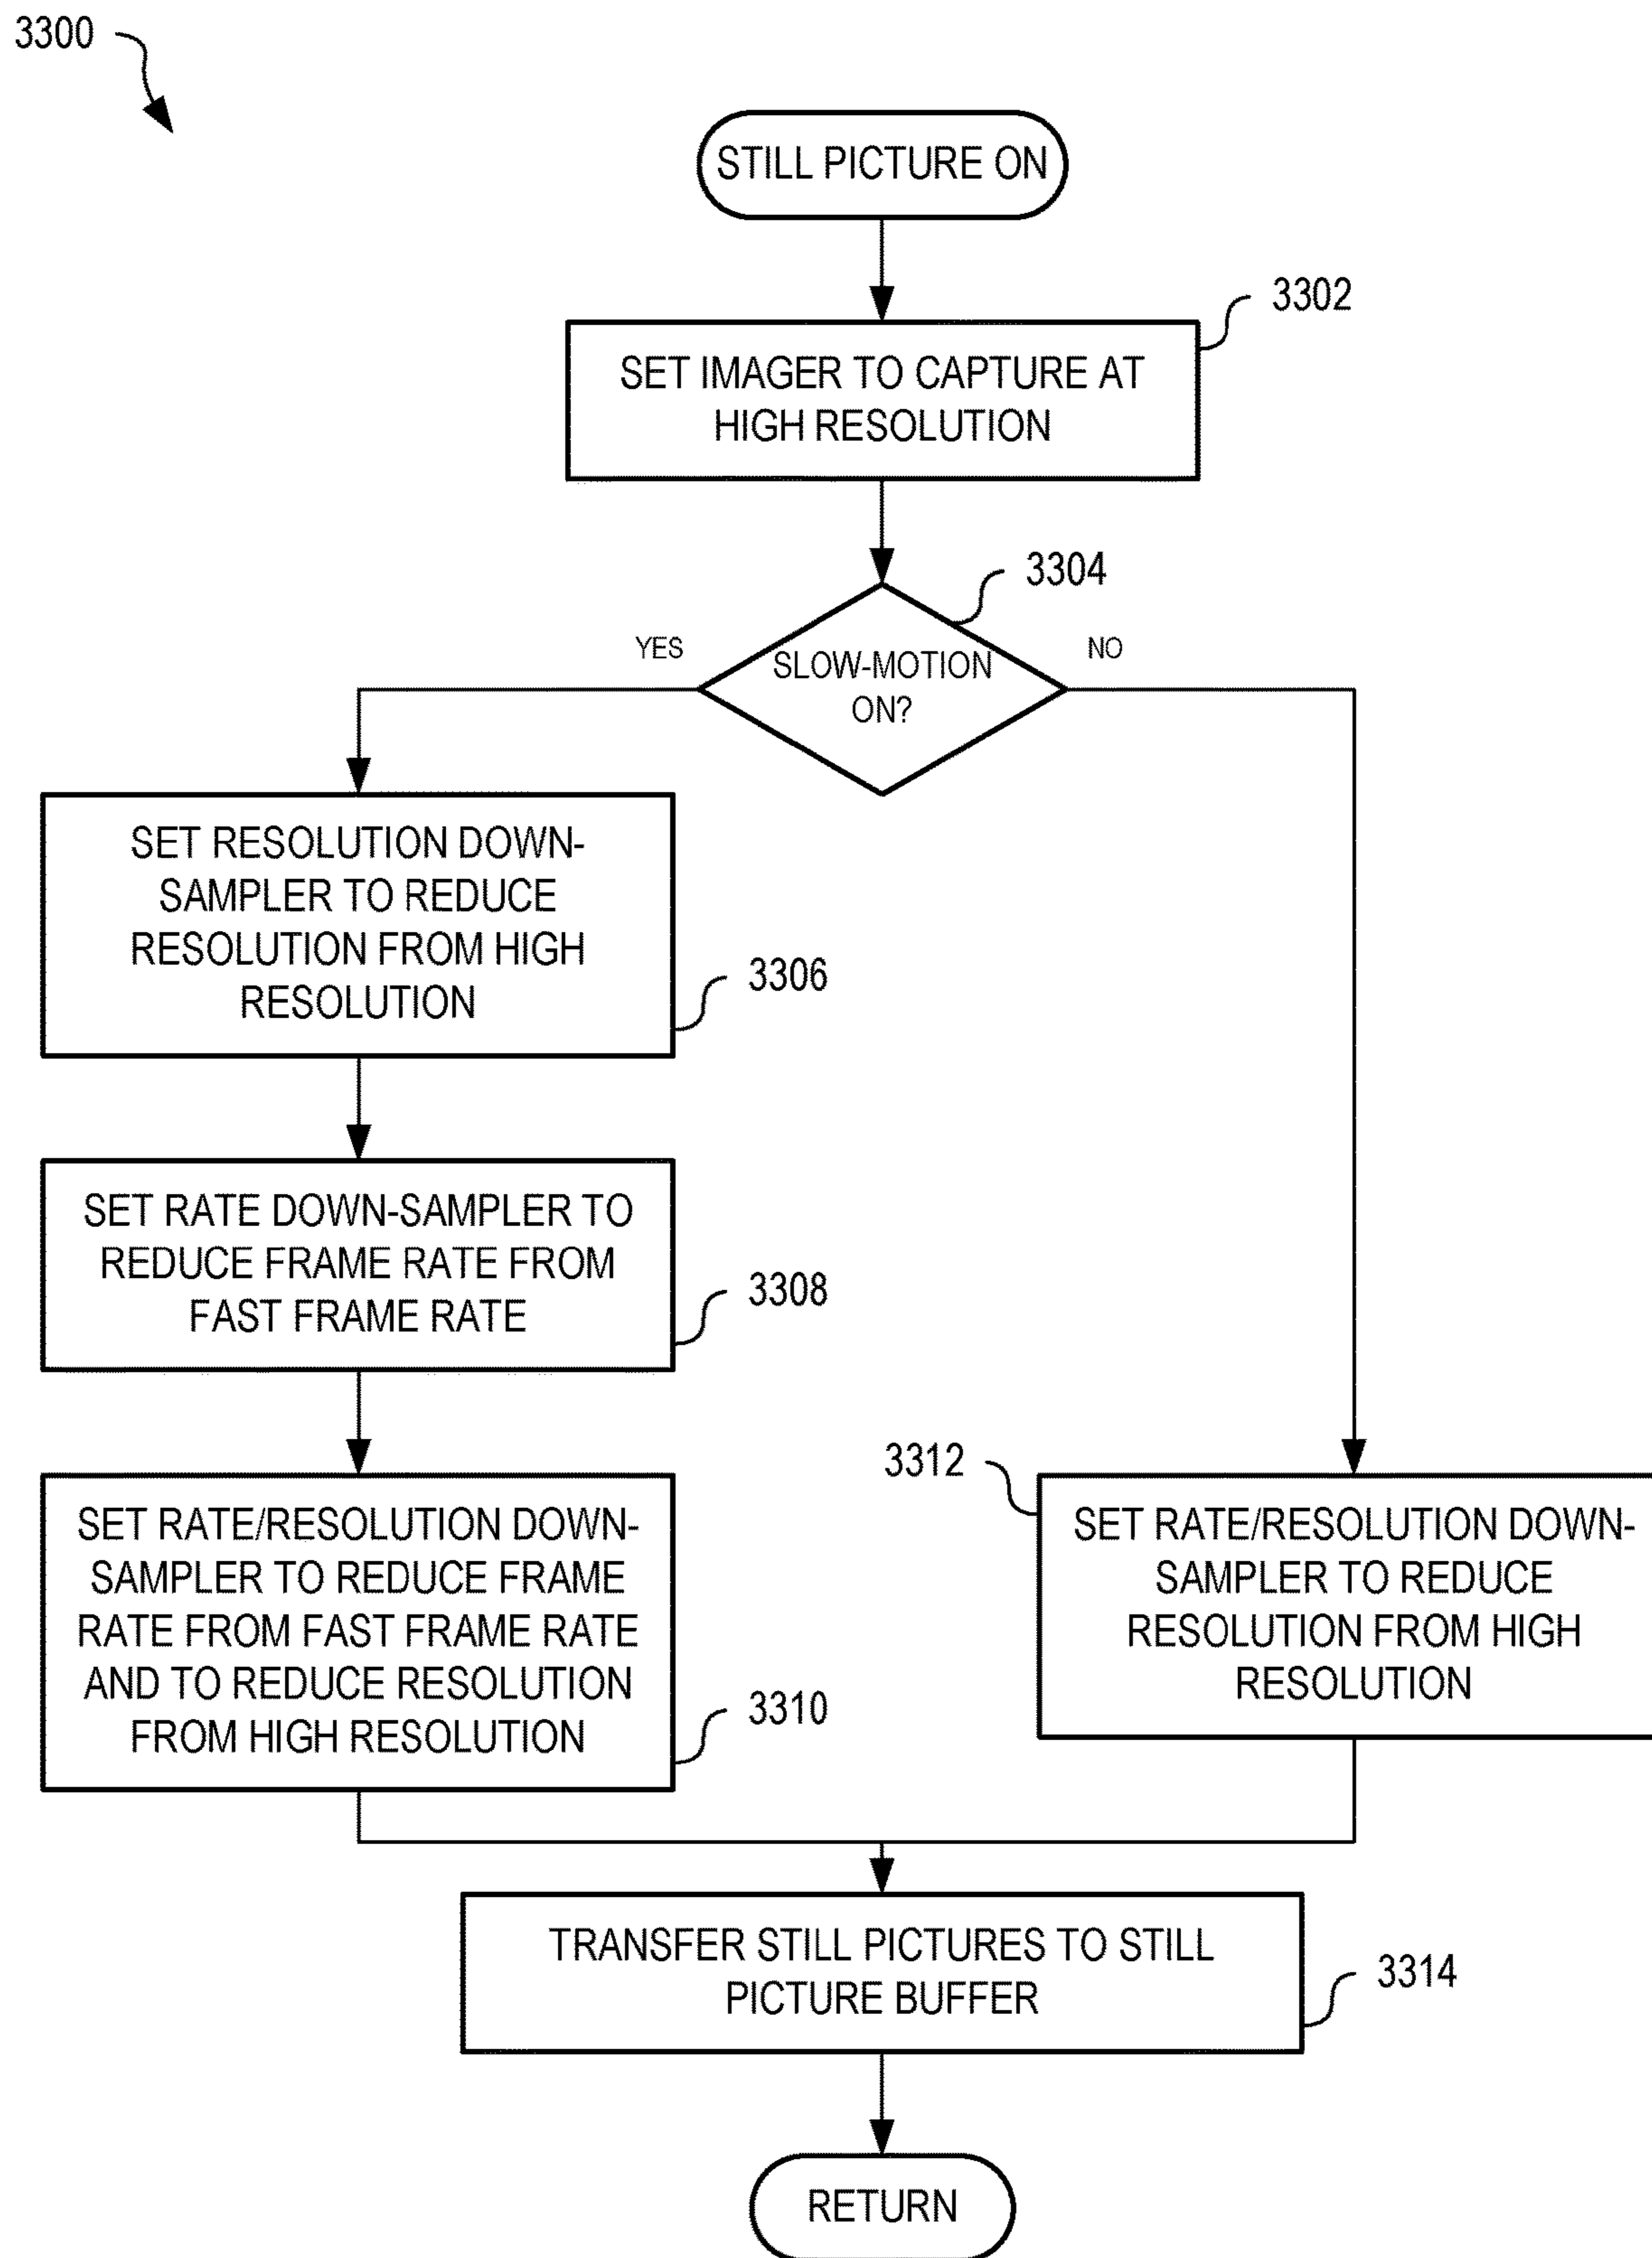 3300
STILL PICTURE ON
3302
SET IMAGER TO CAPTURE AT
HIGH RESOLUTION
3304
YES
SLOW-MOTION
ON?
NO
SET RESOLUTION DOWN-
SAMPLER TO REDUCE
RESOLUTION FROM HIGH
RESOLUTION
3306
SET RATE DOWN-SAMPLER TO
REDUCE FRAME RATE FROM
FAST FRAME RATE
3308
SET RATE/RESOLUTION DOWN-
SAMPLER TO REDUCE FRAME
RATE FROM FAST FRAME RATE
AND TO REDUCE RESOLUTION
FROM HIGH RESOLUTION
3310
3312
SET RATE/RESOLUTION DOWN-
SAMPLER TO REDUCE
RESOLUTION FROM HIGH
RESOLUTION
TRANSFER STILL PICTURES TO STILL
PICTURE BUFFER
3314
RETURN